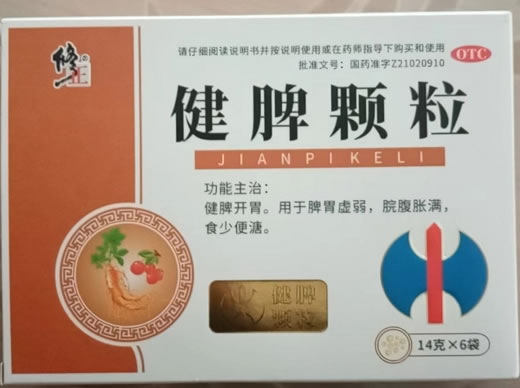 请仔细阅读说明书并按说明使用或在药师指导下购买和使用
批准文号：国药准字Z21020910
OTC
修正
健脾颗粒
JIANPIKELI
功能主治：
健脾开胃。用于脾胃虚弱，脘腹胀满，
食少便溏。
健脾
颗粒
14克×6袋